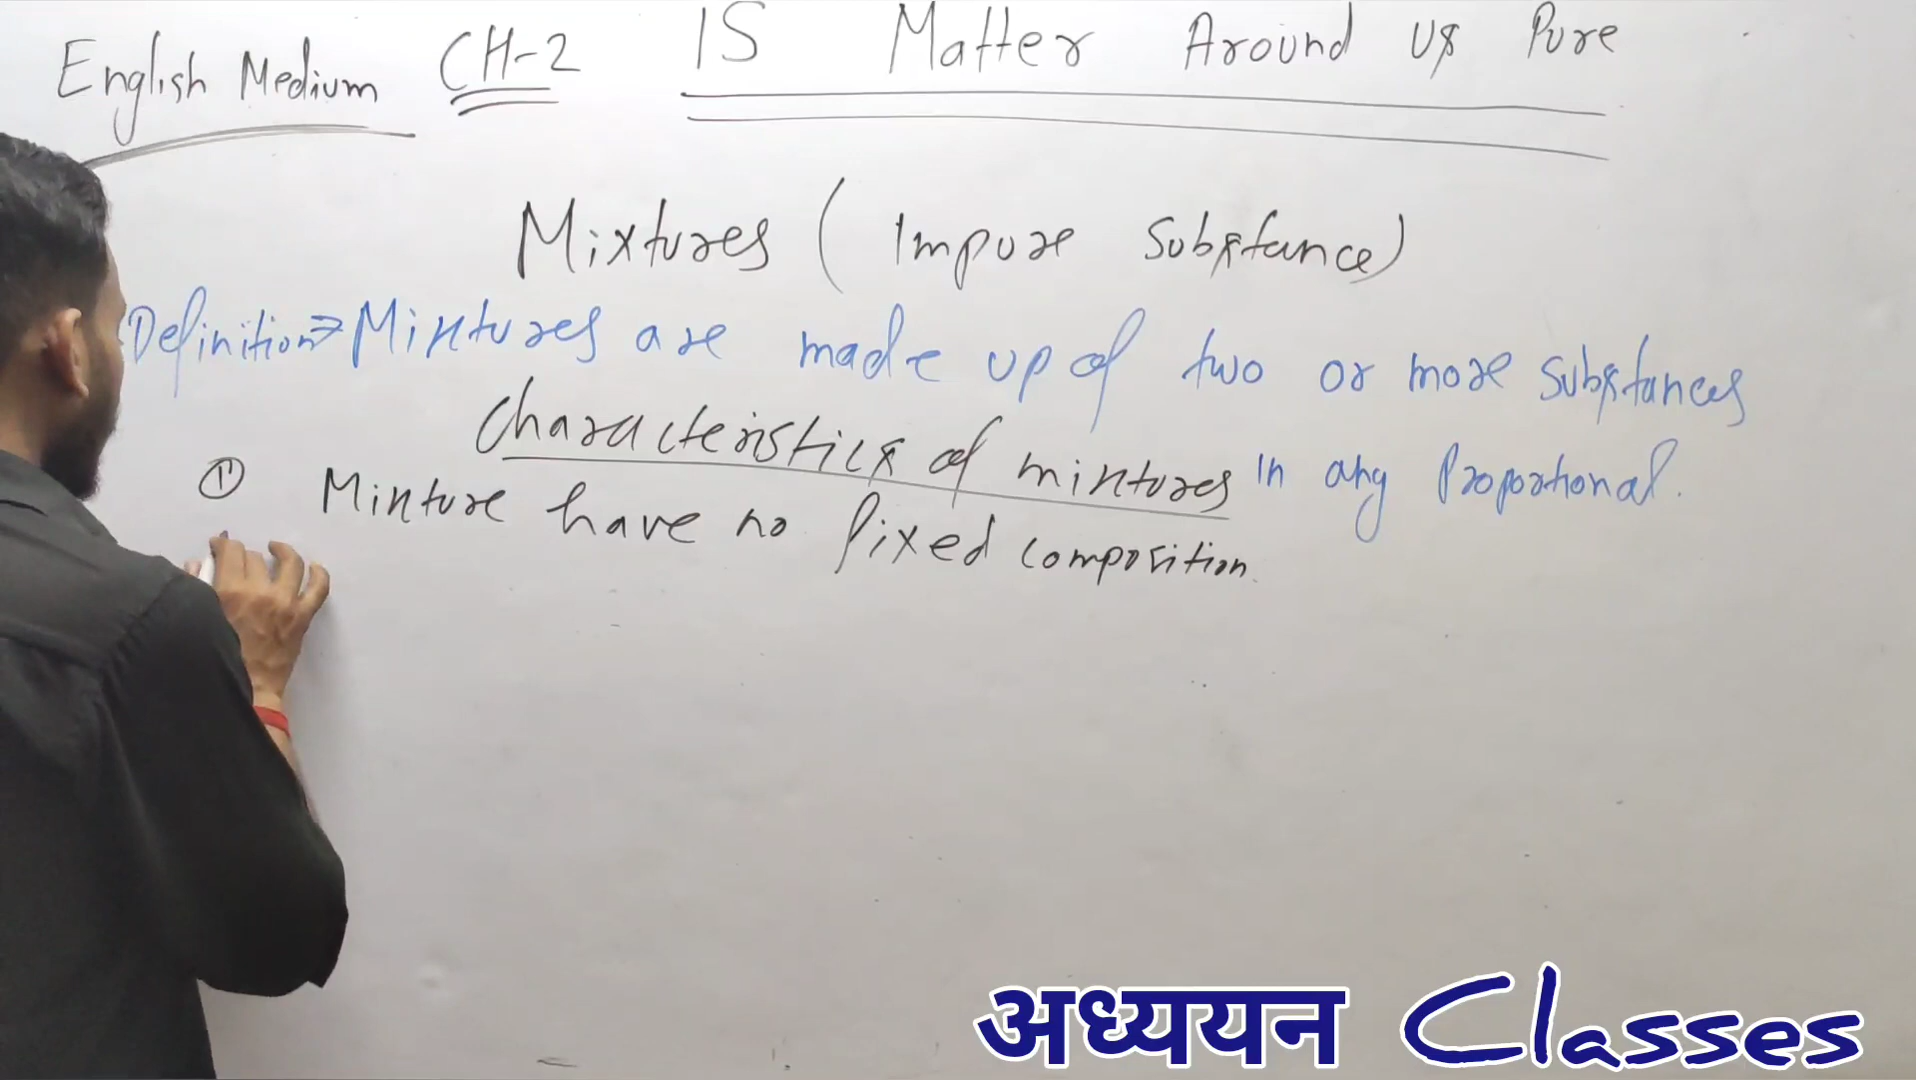 English Medium CH-2 IS Matter Around Us Pure
Mixtures ( Impure Substance)
Definition⇒ Mixtures are made up of two or more substances
in any Proportional.
Characteristics of mixtures
① Mixture have no fixed composition.
अध्ययन Classes